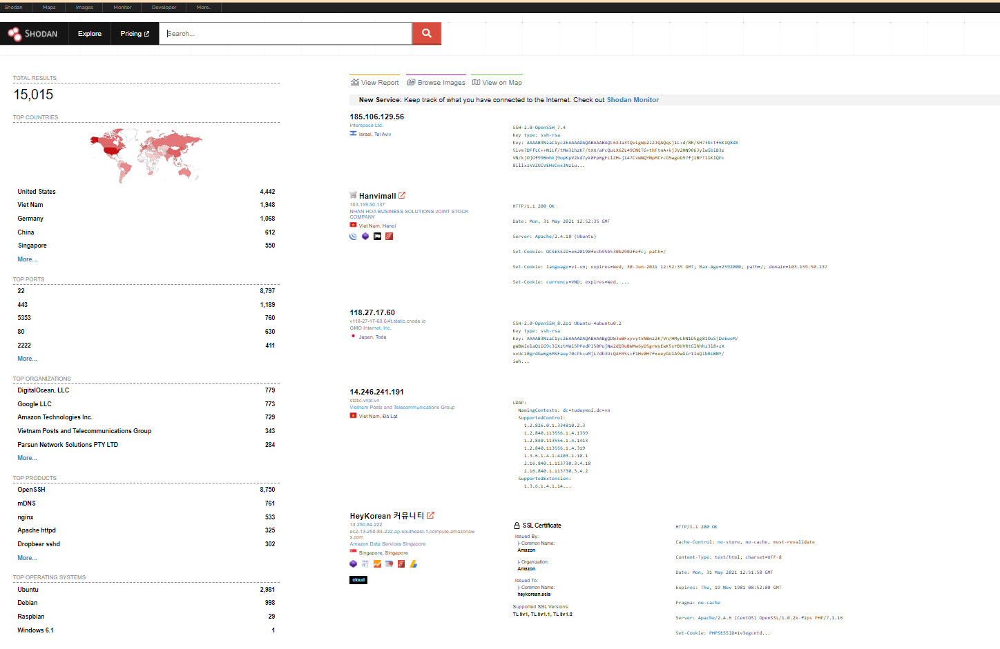 Shodan
Maps
Images
Monitor
Developer
More...
SHODAN
Explore
Pricing
Search...
TOTAL RESULTS
15,015
TOP COUNTRIES
United States 4,442
Viet Nam 1,948
Germany 1,068
China 612
Singapore 550
More...
TOP PORTS
22 8,797
443 1,189
5353 760
80 630
2222 411
More...
TOP ORGANIZATIONS
DigitalOcean, LLC 779
Google LLC 773
Amazon Technologies Inc. 729
Vietnam Posts and Telecommunications Group 343
Parsun Network Solutions PTY LTD 284
More...
TOP PRODUCTS
OpenSSH 8,750
mDNS 761
nginx 533
Apache httpd 325
Dropbear sshd 302
More...
TOP OPERATING SYSTEMS
Ubuntu 2,981
Debian 998
Raspbian 29
Windows 6.1 1
View Report
Browse Images
View on Map
New Service: Keep track of what you have connected to the Internet. Check out Shodan Monitor
185.106.129.56
Interspace Ltd.
Israel, Tel Aviv
SSH-2.0-OpenSSH_7.4
Key type: ssh-rsa
Key:
Hanvimall
103.159.50.137
NHAN HOA BUSINESS SOLUTIONS JOINT STOCK
COMPANY
Viet Nam, Hanoi
HTTP/1.1 200 OK
Date: Mon, 31 May 2021 12:52:35 GMT
Server: Apache/2.4.18 (Ubuntu)
Set-Cookie: OCSESSID=e620190fecb95b530b2902fefc; path=/
Set-Cookie: language=vi-vn; expires=Wed, 30-Jun-2021 12:52:35 GMT; Max-Age=2592000; path=/; domain=103.159.50.137
Set-Cookie: currency=VND; expires=Wed, ...
118.27.17.60
GMO Internet, Inc.
Japan, Toda
SSH-2.0-OpenSSH_8.2p1 Ubuntu-4ubuntu0.2
Key type: ssh-rsa
Key:
iwh...
14.246.241.191
static.vnpt.vn
Vietnam Posts and Telecommunications Group
Viet Nam, Đà Lạt
LDAP:
NamingContexts: dc=tuduymoi,dc=vn
SupportedControl:
1.2.826.0.1.334810.2.3
1.2.840.113556.1.4.1339
1.2.840.113556.1.4.1413
1.2.840.113556.1.4.319
1.3.6.1.4.1.4203.1.10.1
2.16.840.1.113730.3.4.18
2.16.840.1.113730.3.4.2
SupportedExtension:
1.3.6.1.4.1.14...
HeyKorean 커뮤니티
13.250.84.222
ec2-13-250-84-222.ap-southeast-1.compute.amazonaw
s.com
Amazon Data Services Singapore
Singapore, Singapore
cloud
SSL Certificate
Issued By:
|- Common Name:
Amazon
|- Organization:
Amazon
Issued To:
|- Common Name:
heykorean.asia
Supported SSL Versions:
TLSv1, TLSv1.1, TLSv1.2
HTTP/1.1 200 OK
Cache-Control: no-store, no-cache, must-revalidate
Content-Type: text/html; charset=UTF-8
Date: Mon, 31 May 2021 12:51:58 GMT
Expires: Thu, 19 Nov 1981 08:52:00 GMT
Pragma: no-cache
Server: Apache/2.4.6 (CentOS) OpenSSL/1.0.2k-fips PHP/7.1.16
Set-Cookie: PHPSESSID=1v3egcntd...